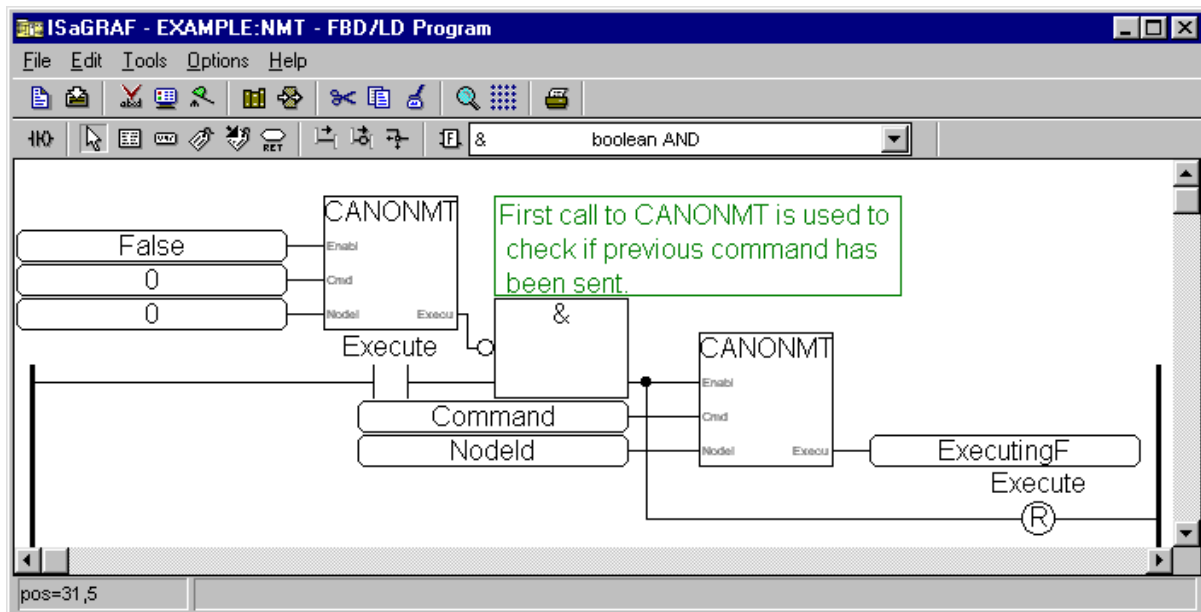 ISaGRAF - EXAMPLE:NMT - FBD/LD Program
File Edit Tools Options Help
& boolean AND
CANONMT
First call to CANONMT is used to
check if previous command has
been sent.
False
Enabl
0
Cmd
0
Nodel
Execu
&
Execute
CANONMT
Enabl
Command
Cmd
NodeId
Nodel
Execu
ExecutingF
Execute
R
pos=31,5